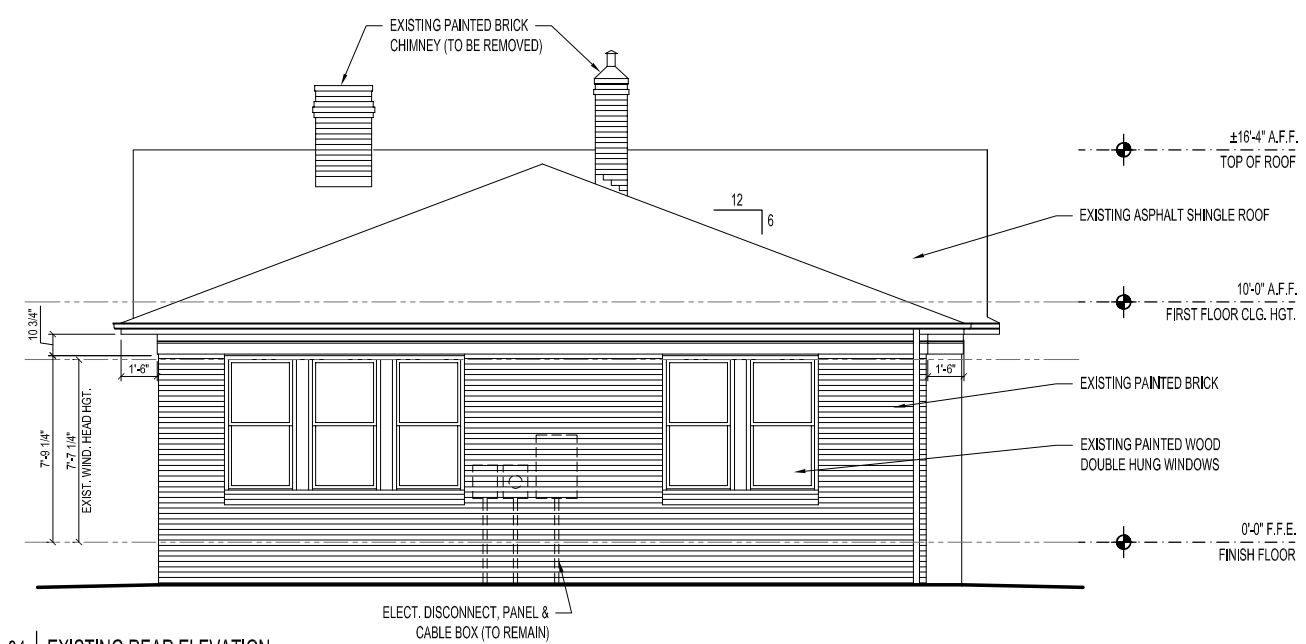 EXISTING PAINTED BRICK
CHIMNEY (TO BE REMOVED)
±16'-4" A.F.F.
TOP OF ROOF
12
6
EXISTING ASPHALT SHINGLE ROOF
10'-0" A.F.F.
FIRST FLOOR CLG. HGT.
10 3/4"
1'-6"
1'-6"
EXISTING PAINTED BRICK
7'-9 1/4"
7'-7 1/4"
EXIST. WIND. HEAD HGT.
EXISTING PAINTED WOOD
DOUBLE HUNG WINDOWS
0'-0" F.F.E.
FINISH FLOOR
ELECT. DISCONNECT, PANEL &
CABLE BOX (TO REMAIN)
EXISTING REAR ELEVATION